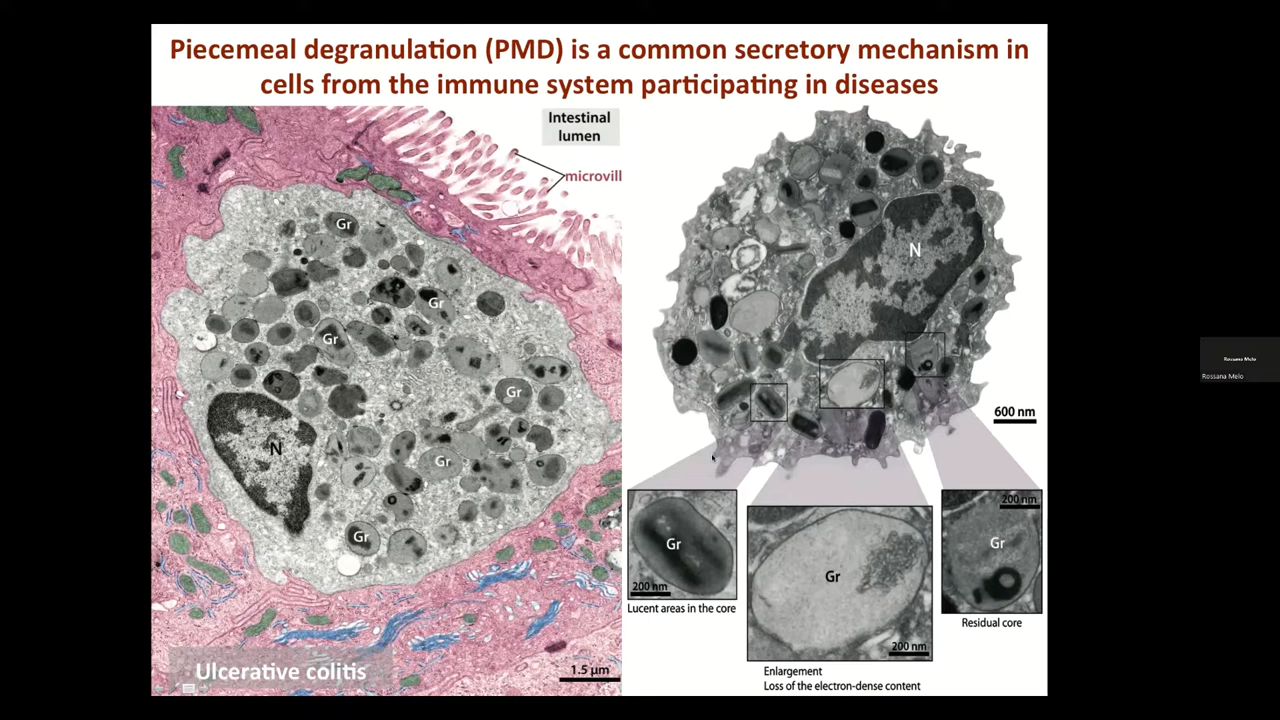 Piecemeal degranulation (PMD) is a common secretory mechanism in
cells from the immune system participating in diseases
Intestinal
lumen
microvill
Gr
Gr
Gr
Gr
Gr
Gr
N
Ulcerative colitis
1.5 µm
N
600 nm
Gr
200 nm
Lucent areas in the core
Gr
200 nm
Enlargement
Loss of the electron-dense content
200 nm
Gr
Residual core
Rossana Melo
Rossana Melo